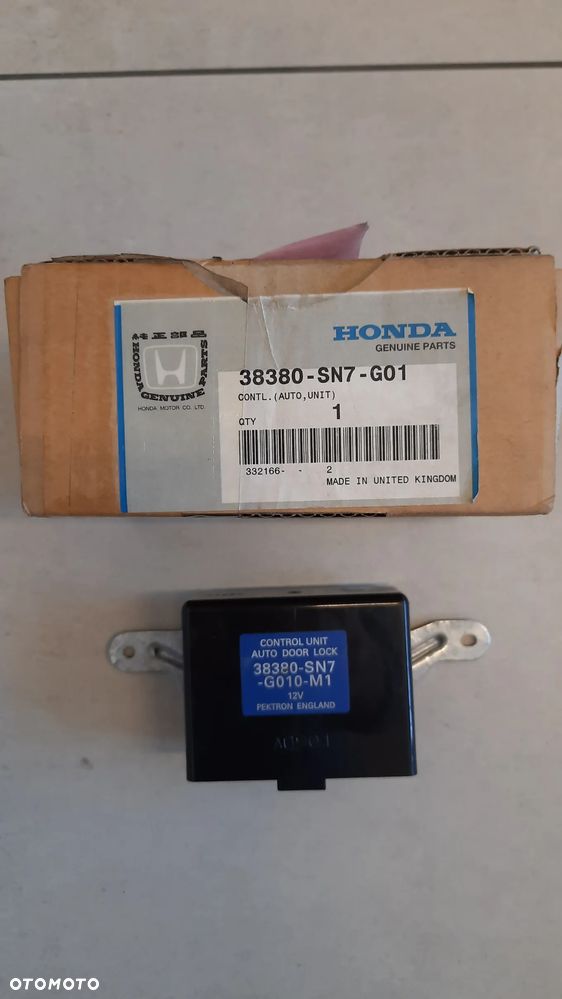 純正部品
HONDA
GENUINE PARTS
HONDA MOTOR CO. LTD.
HONDA
GENUINE PARTS
38380-SN7-G01
CONTL.(AUTO,UNIT)
QTY 1
332166- - 2
MADE IN UNITED KINGDOM
CONTROL UNIT
AUTO DOOR LOCK
38380-SN7
-G010-M1
12V
PEKTRON ENGLAND
OTOMOTO